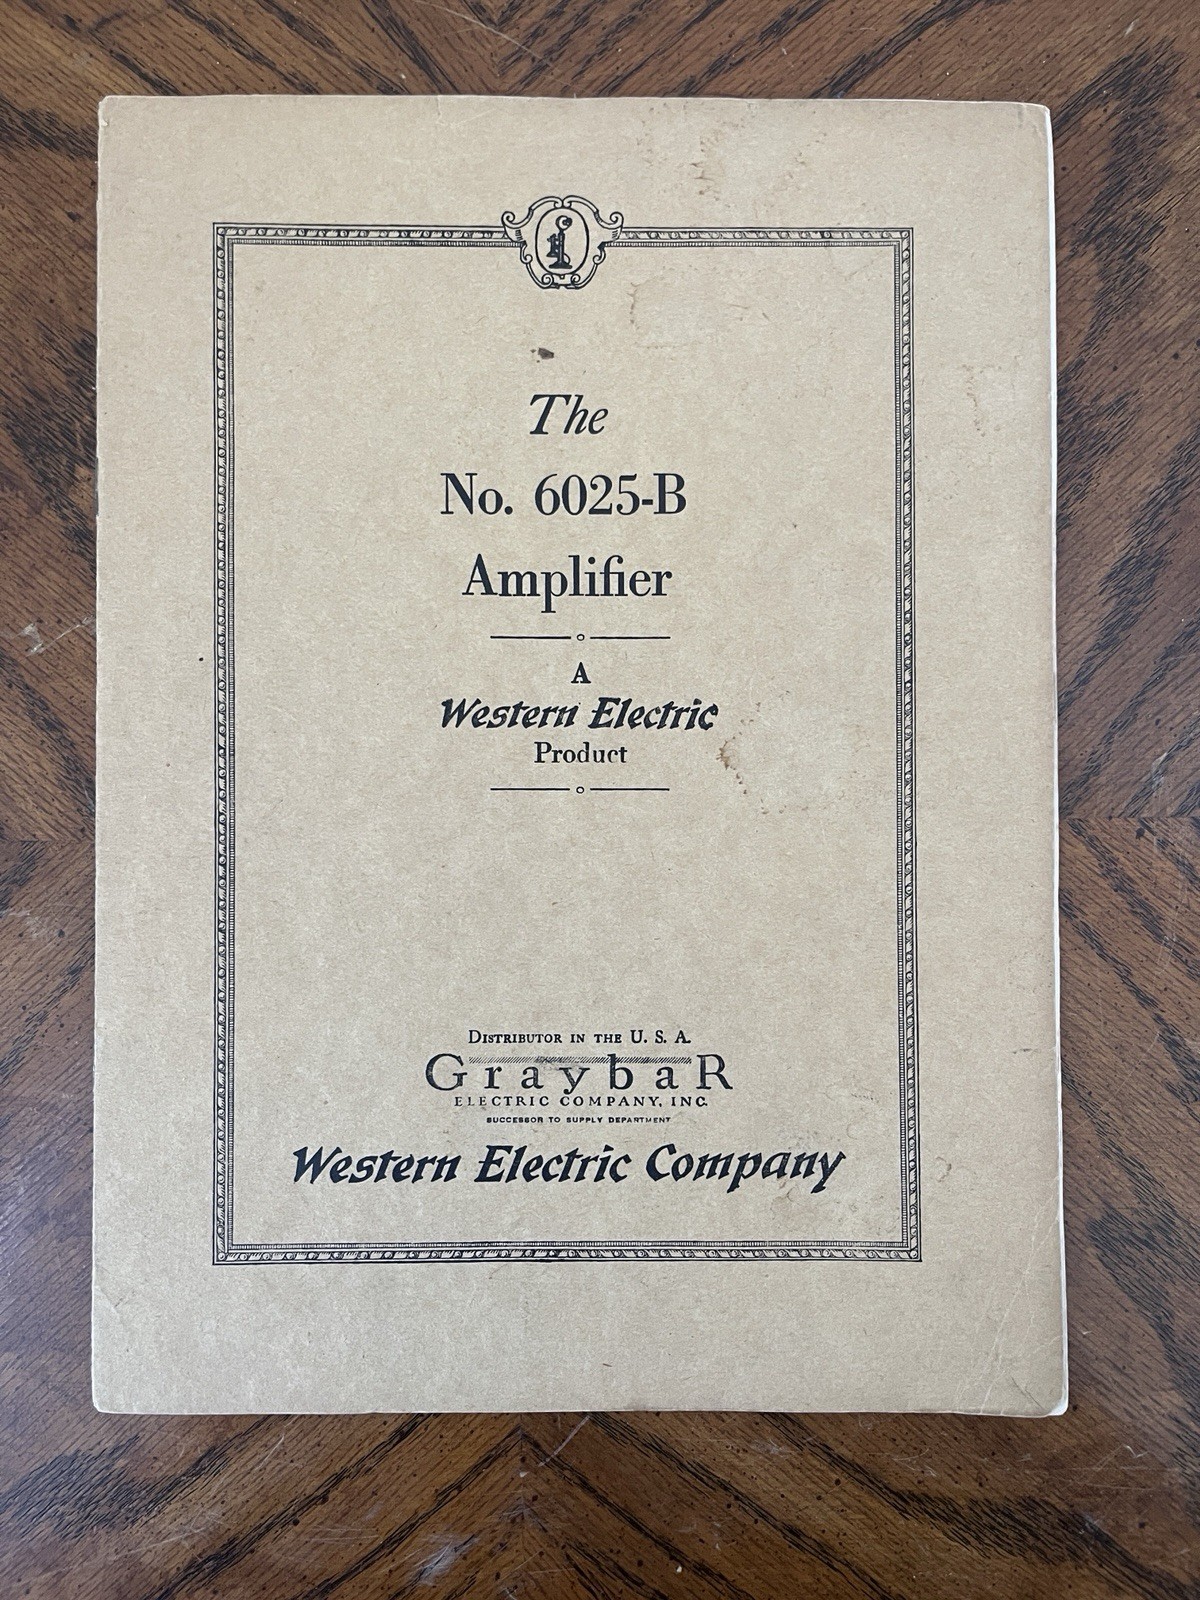 The
No. 6025-B
Amplifier
A
Western Electric
Product
DISTRIBUTOR IN THE U. S. A.
GraybaR
ELECTRIC COMPANY, INC.
SUCCESSOR TO SUPPLY DEPARTMENT
Western Electric Company